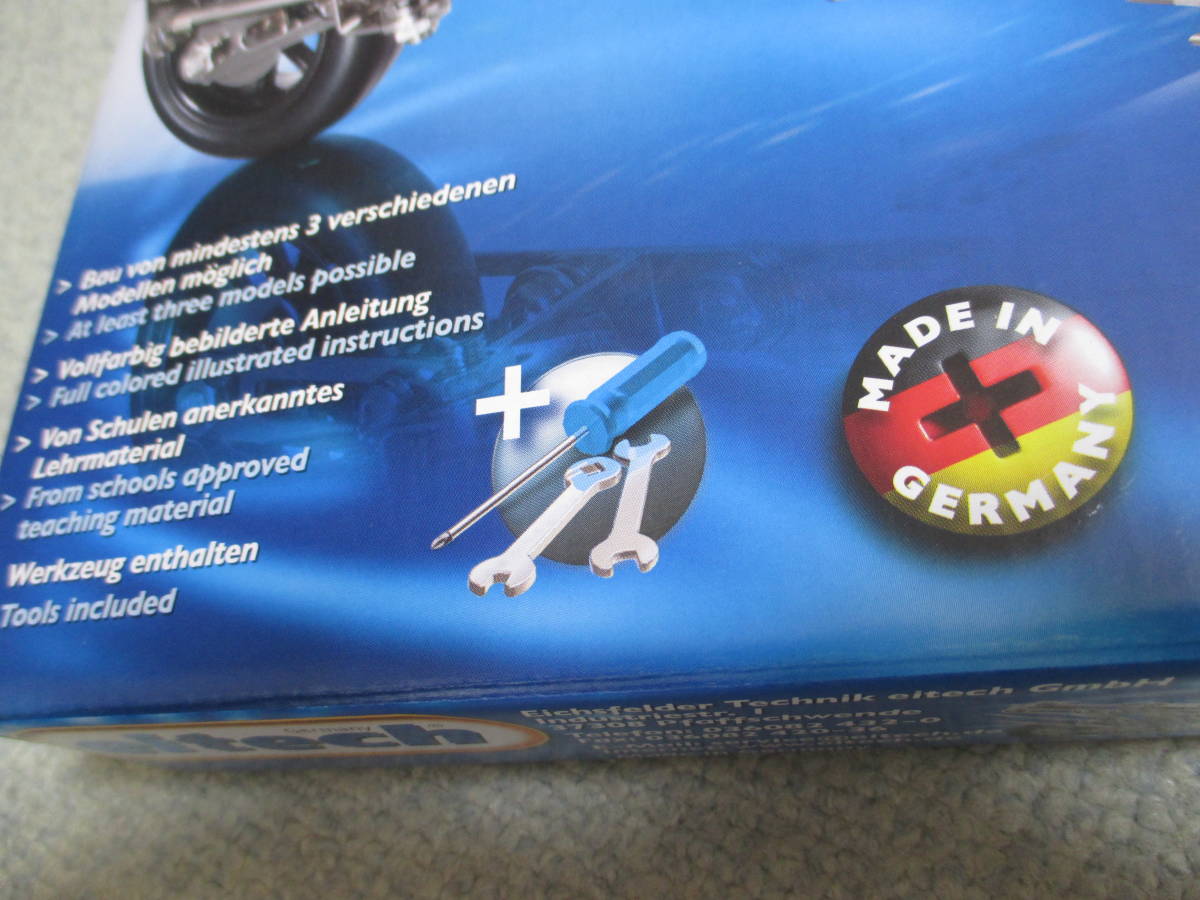 > Bau von mindestens 3 verschiedenen
Modellen möglich
> At least three models possible
> Vollfarbig bebilderte Anleitung
> Full colored illustrated instructions
> Von Schulen anerkanntes
Lehrmaterial
> From schools approved
teaching material
Werkzeug enthalten
Tools included
MADE IN
GERMANY
Germany
eitech
Eichsfelder Technik eitech GmbH
Pfaffschwende